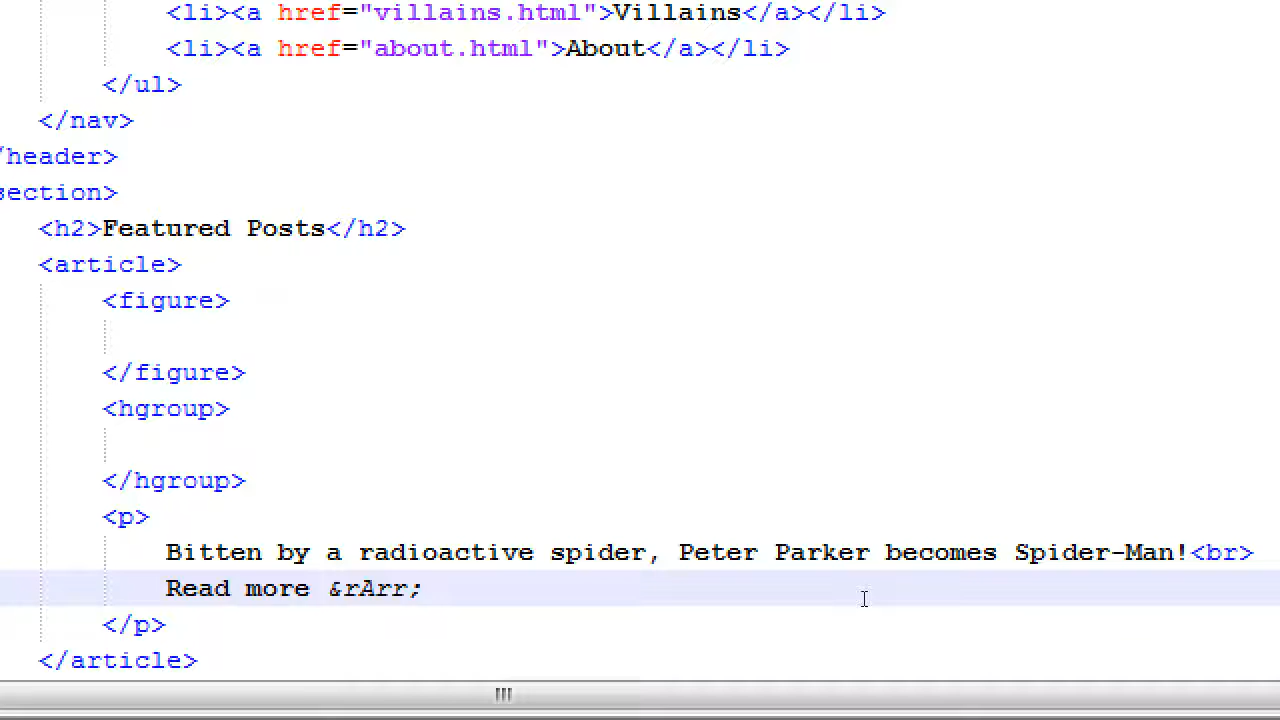 <li><a href="villains.html">Villains</a></li>
<li><a href="about.html">About</a></li>
</ul>
</nav>
/header>
section>
<h2>Featured Posts</h2>
<article>
<figure>
</figure>
<hgroup>
</hgroup>
<p>
Bitten by a radioactive spider, Peter Parker becomes Spider-Man!<br>
Read more &rArr;
</p>
</article>